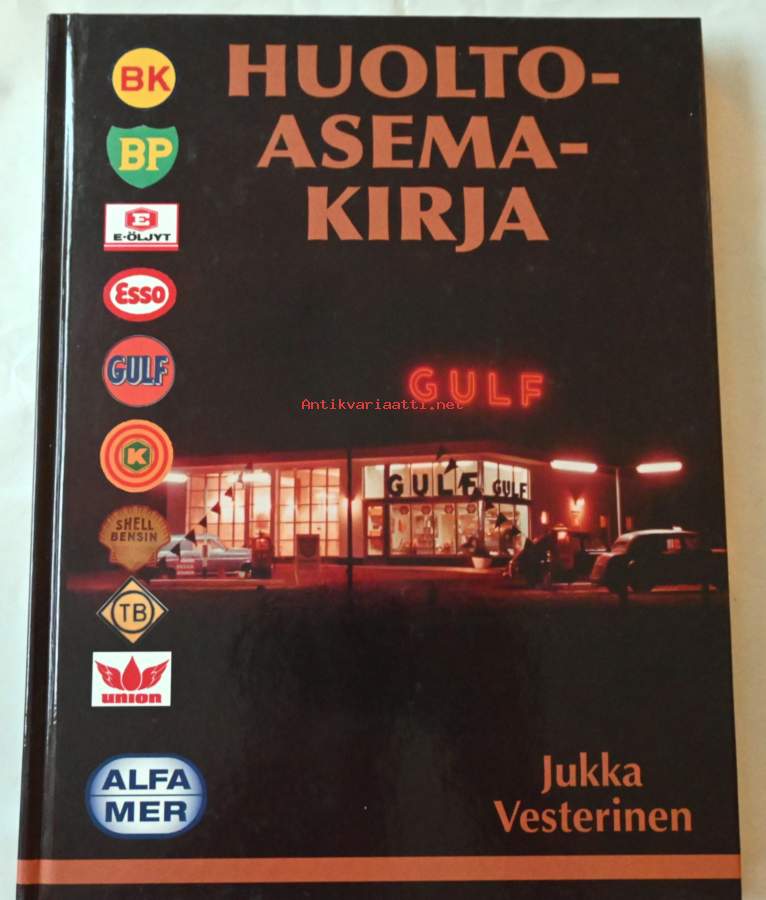 HUOLTO-
ASEMA-
KIRJA
BK
BP
E
E-ÖLJYT
Esso
GULF
K
SHELL
BENSIN
TB
union
ALFA
MER
GULF
Antikvariaatti.net
GULF GULF
Jukka
Vesterinen